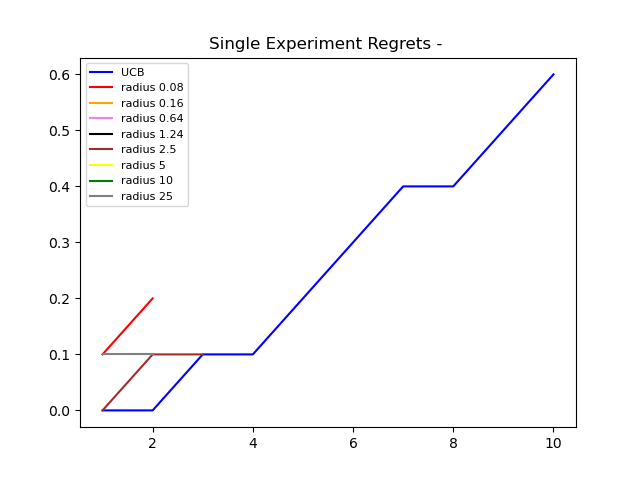 Single Experiment Regrets -
UCB
radius 0.08
radius 0.16
radius 0.64
radius 1.24
radius 2.5
radius 5
radius 10
radius 25
0.6
0.5
0.4
0.3
0.2
0.1
0.0
2 4 6 8 10